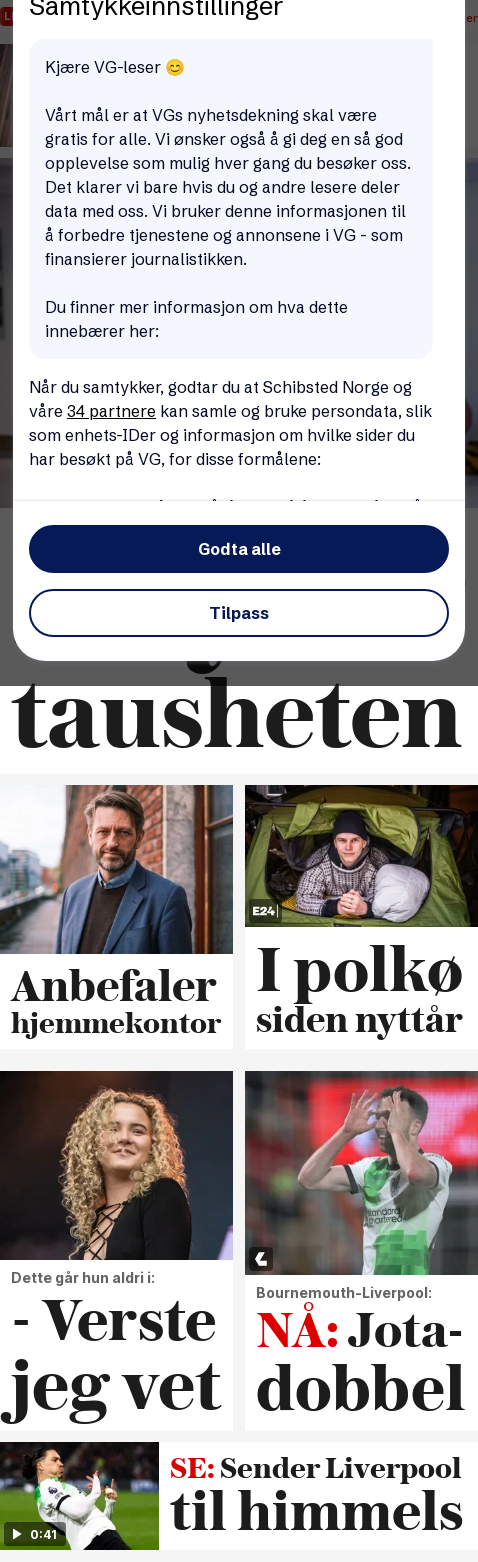 Samtykkeinnstillinger
Kjære VG-leser 😊
Vårt mål er at VGs nyhetsdekning skal være
gratis for alle. Vi ønsker også å gi deg en så god
opplevelse som mulig hver gang du besøker oss.
Det klarer vi bare hvis du og andre lesere deler
data med oss. Vi bruker denne informasjonen til
å forbedre tjenestene og annonsene i VG - som
finansierer journalistikken.
Du finner mer informasjon om hva dette
innebærer her:
Når du samtykker, godtar du at Schibsted Norge og
våre 34 partnere kan samle og bruke persondata, slik
som enhets-IDer og informasjon om hvilke sider du
har besøkt på VG, for disse formålene:
Godta alle
Tilpass
tausheten
E24
Anbefaler
hjemmekontor
I polkø
siden nyttår
Dette går hun aldri i:
- Verste
jeg vet
Bournemouth-Liverpool:
NÅ: Jota-
dobbel
0:41
SE: Sender Liverpool
til himmels